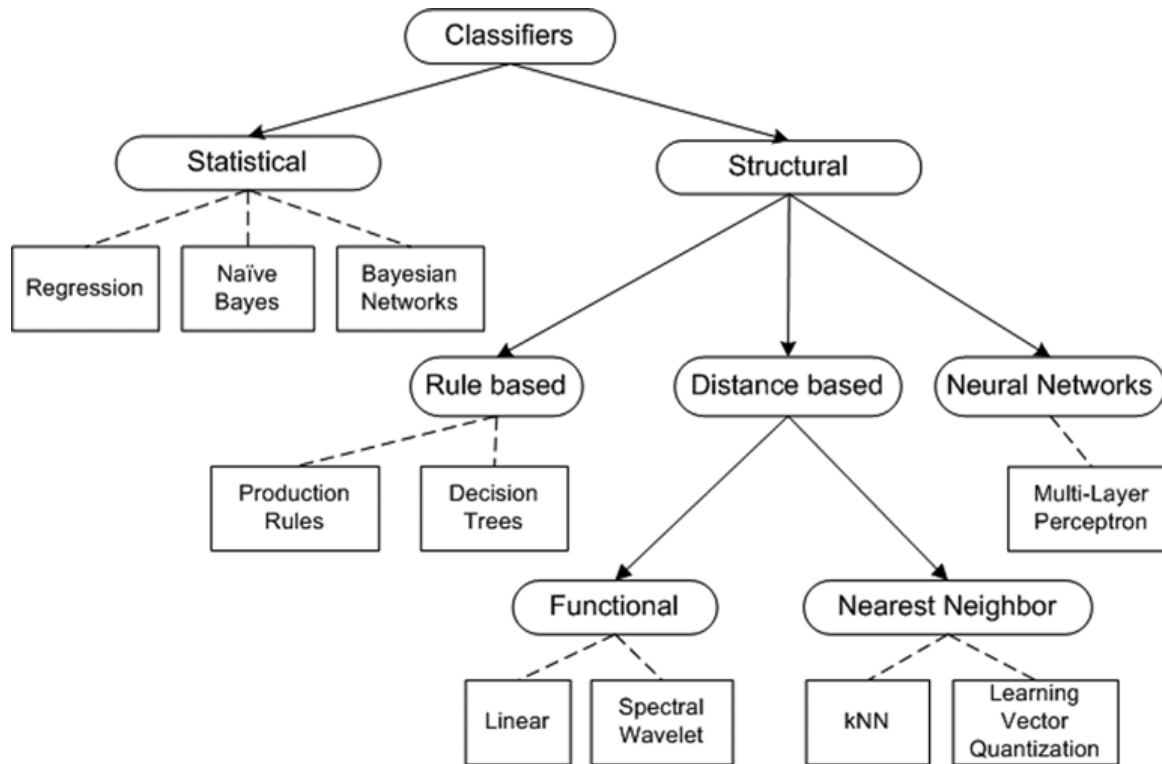 Classifiers
Statistical
Structural
Regression
Naïve
Bayes
Bayesian
Networks
Rule based
Distance based
Neural Networks
Production
Rules
Decision
Trees
Multi-Layer
Perceptron
Functional
Nearest Neighbor
Linear
Spectral
Wavelet
kNN
Learning
Vector
Quantization